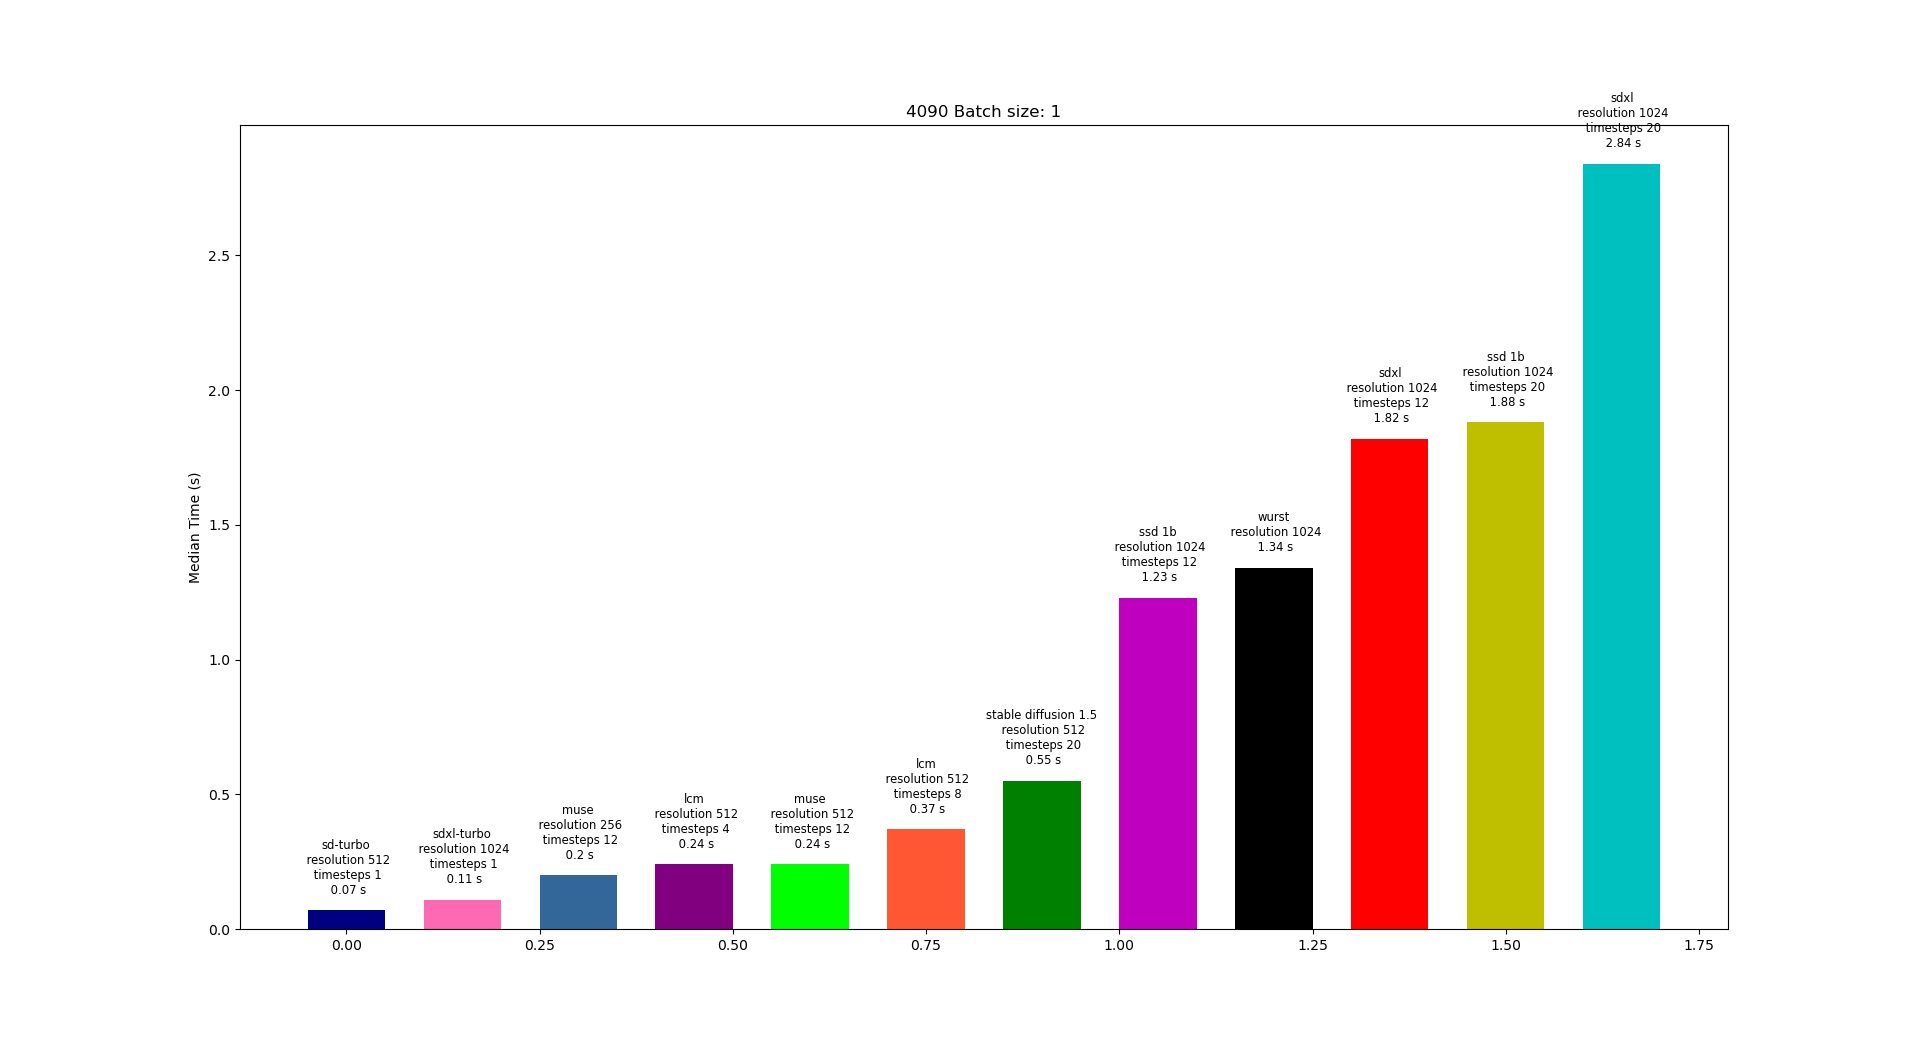 4090 Batch size: 1
Median Time (s)
2.5
2.0
1.5
1.0
0.5
0.0
sd-turbo
resolution 512
timesteps 1
0.07 s
sdxl-turbo
resolution 1024
timesteps 1
0.11 s
muse
resolution 256
timesteps 12
0.2 s
lcm
resolution 512
timesteps 4
0.24 s
muse
resolution 512
timesteps 12
0.24 s
lcm
resolution 512
timesteps 8
0.37 s
stable diffusion 1.5
resolution 512
timesteps 20
0.55 s
ssd 1b
resolution 1024
timesteps 12
1.23 s
wurst
resolution 1024
1.34 s
sdxl
resolution 1024
timesteps 12
1.82 s
ssd 1b
resolution 1024
timesteps 20
1.88 s
sdxl
resolution 1024
timesteps 20
2.84 s
0.00 0.25 0.50 0.75 1.00 1.25 1.50 1.75